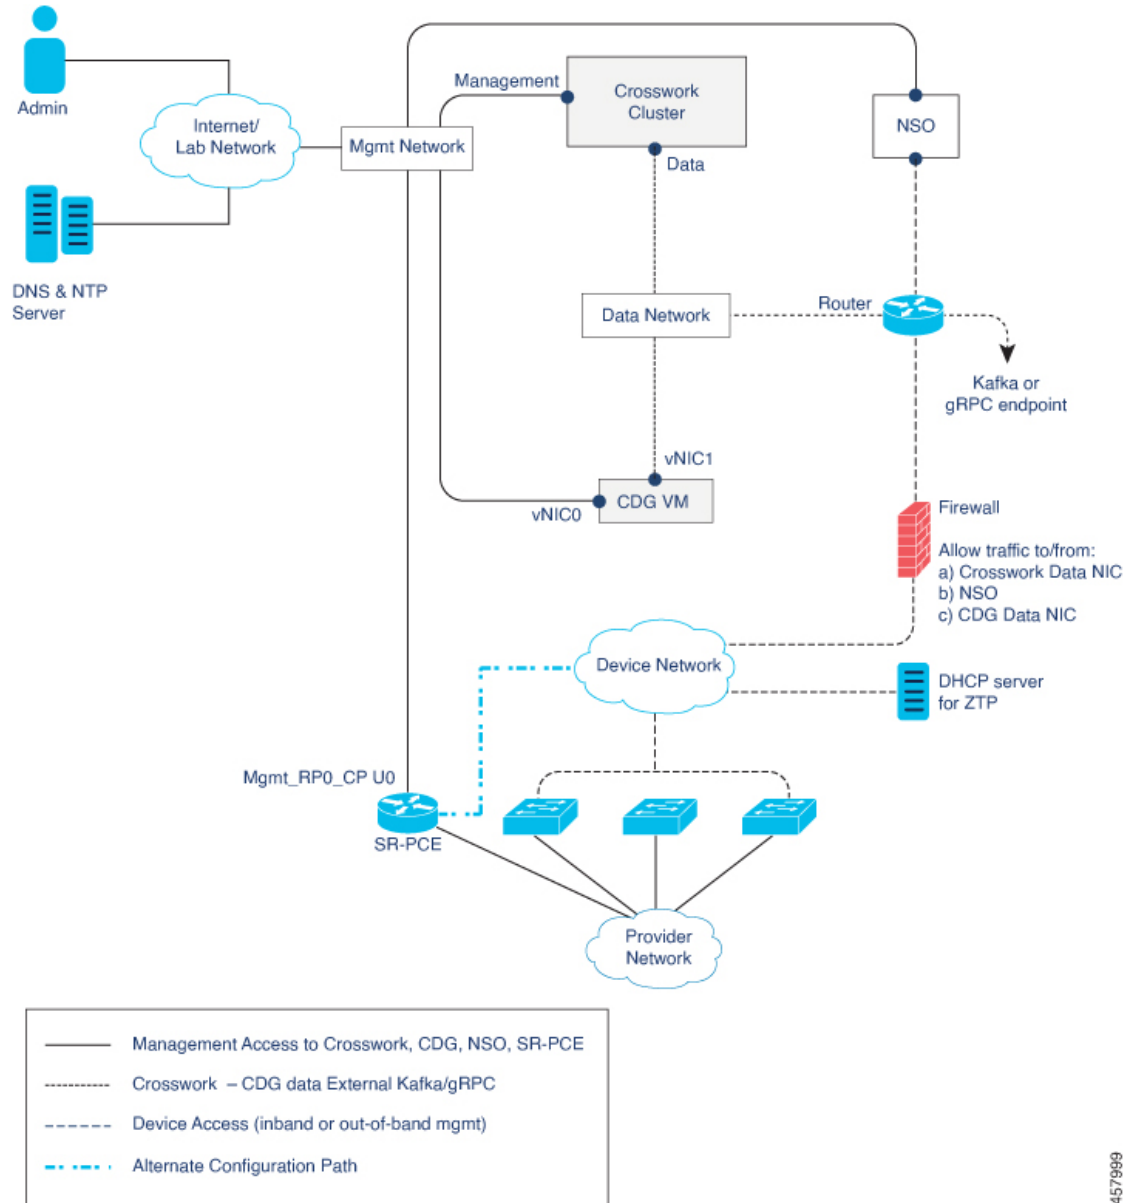 Admin
Internet/
Lab Network
DNS & NTP
Server
Mgmt Network
Management
Crosswork
Cluster
Data
NSO
Data Network
Router
Kafka or
gRPC endpoint
vNIC1
vNIC0
CDG VM
Firewall
Allow traffic to/from:
a) Crosswork Data NIC
b) NSO
c) CDG Data NIC
Device Network
DHCP server
for ZTP
Mgmt_RP0_CP U0
SR-PCE
Provider
Network
Management Access to Crosswork, CDG, NSO, SR-PCE
Crosswork – CDG data External Kafka/gRPC
Device Access (inband or out-of-band mgmt)
Alternate Configuration Path
457999